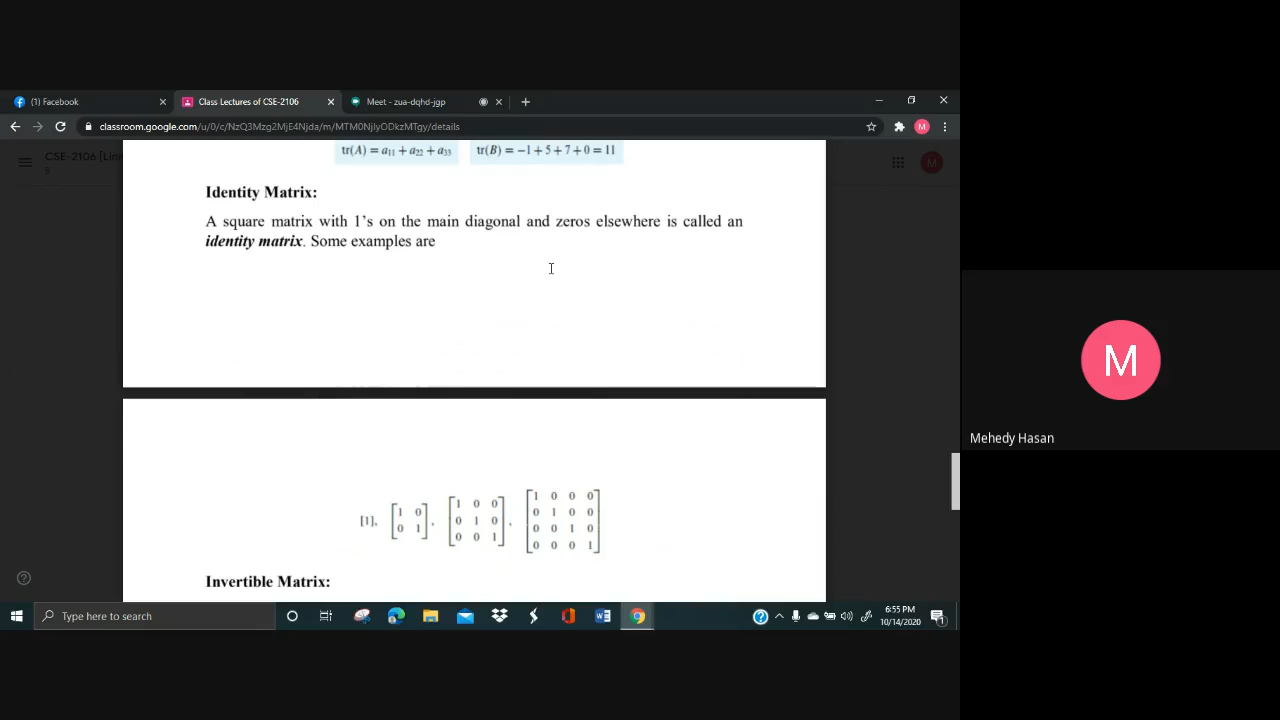 (1) Facebook
Class Lectures of CSE-2106
Meet - zua-dqhd-jgp
classroom.google.com/u/0/c/NzQ3Mzg2MjE4Njda/m/MTM0NjIyODkzMTgy/details
M
CSE-2106 [Lin
tr(A) = a₁₁ + a₂₂ + a₃₃ tr(B) = −1 + 5 + 7 + 0 = 11
M
Identity Matrix:
A square matrix with 1's on the main diagonal and zeros elsewhere is called an
identity matrix. Some examples are
[1], [1 0
0 1], [1 0 0
0 1 0
0 0 1], [1 0 0 0
0 1 0 0
0 0 1 0
0 0 0 1]
Invertible Matrix:
Type here to search
6:55 PM
10/14/2020
1
M
Mehedy Hasan